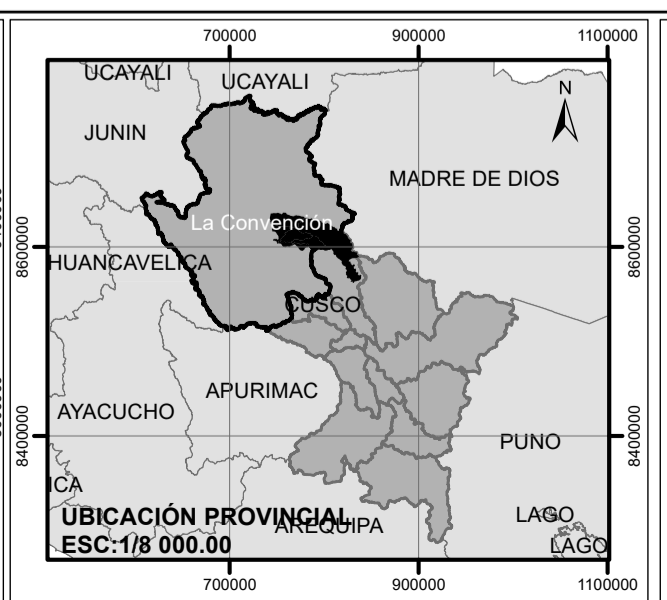 700000 900000 1100000
UCAYALI
UCAYALI
N
JUNIN
MADRE DE DIOS
La Convención
8600000
8600000
HUANCAVELICA
CUSCO
APURIMAC
AYACUCHO
8400000
8400000
PUNO
ICA
LAGO
UBICACIÓN PROVINCIAL
AREQUIPA
ESC:1/8 000.00
LAGO
700000 900000 1100000